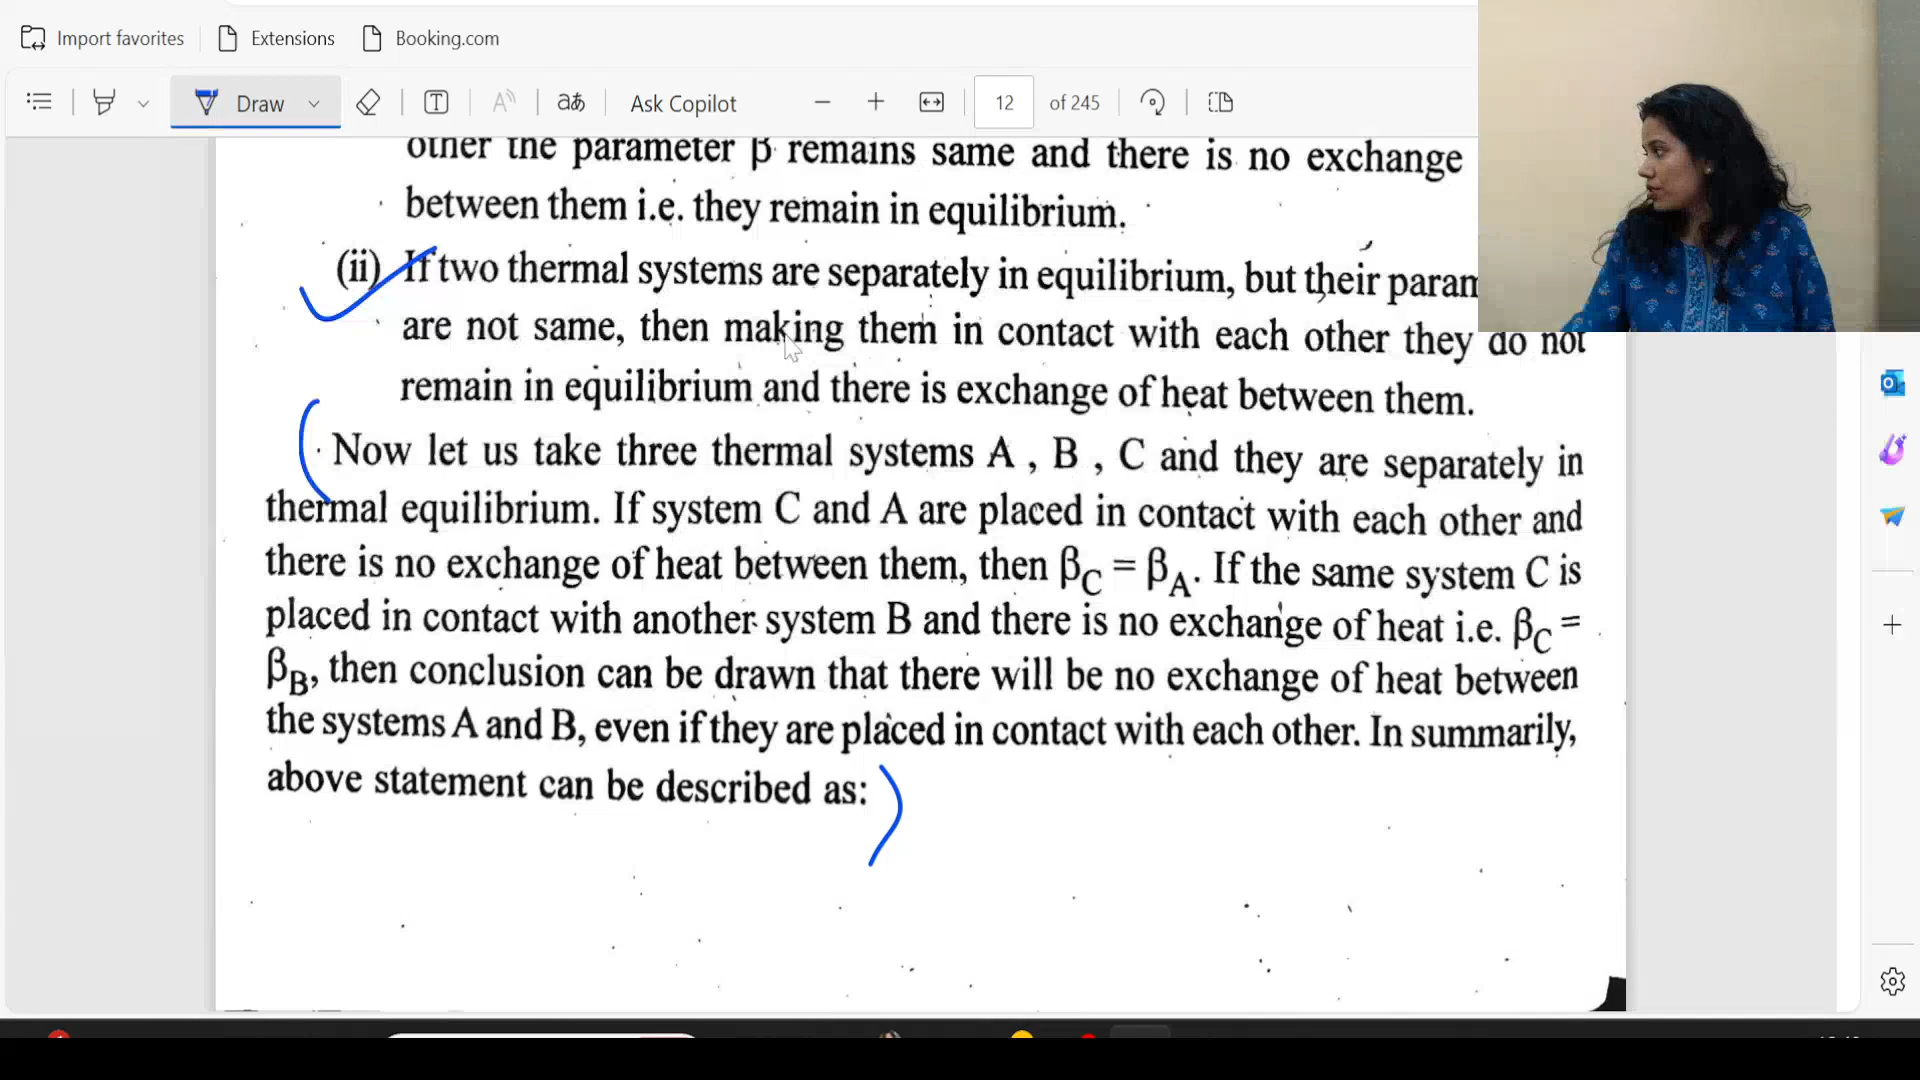 Import favorites Extensions Booking.com
Draw aあ Ask Copilot 12 of 245
other the parameter β remains same and there is no exchange
between them i.e. they remain in equilibrium.
(ii) If two thermal systems are separately in equilibrium, but their param
are not same, then making them in contact with each other they do not
remain in equilibrium and there is exchange of heat between them.
Now let us take three thermal systems A , B , C and they are separately in
thermal equilibrium. If system C and A are placed in contact with each other and
there is no exchange of heat between them, then βC = βA. If the same system C is
placed in contact with another system B and there is no exchange of heat i.e. βC =
βB, then conclusion can be drawn that there will be no exchange of heat between
the systems A and B, even if they are placed in contact with each other. In summarily,
above statement can be described as: